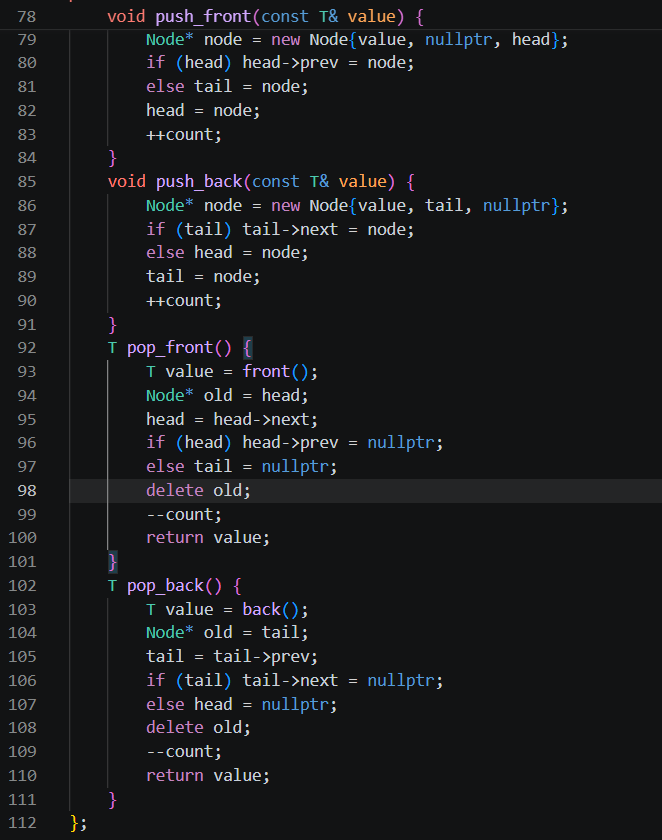 78 void push_front(const T& value) {
79 Node* node = new Node{value, nullptr, head};
80 if (head) head->prev = node;
81 else tail = node;
82 head = node;
83 ++count;
84 }
85 void push_back(const T& value) {
86 Node* node = new Node{value, tail, nullptr};
87 if (tail) tail->next = node;
88 else head = node;
89 tail = node;
90 ++count;
91 }
92 T pop_front() {
93 T value = front();
94 Node* old = head;
95 head = head->next;
96 if (head) head->prev = nullptr;
97 else tail = nullptr;
98 delete old;
99 --count;
100 return value;
101 }
102 T pop_back() {
103 T value = back();
104 Node* old = tail;
105 tail = tail->prev;
106 if (tail) tail->next = nullptr;
107 else head = nullptr;
108 delete old;
109 --count;
110 return value;
111 }
112 };